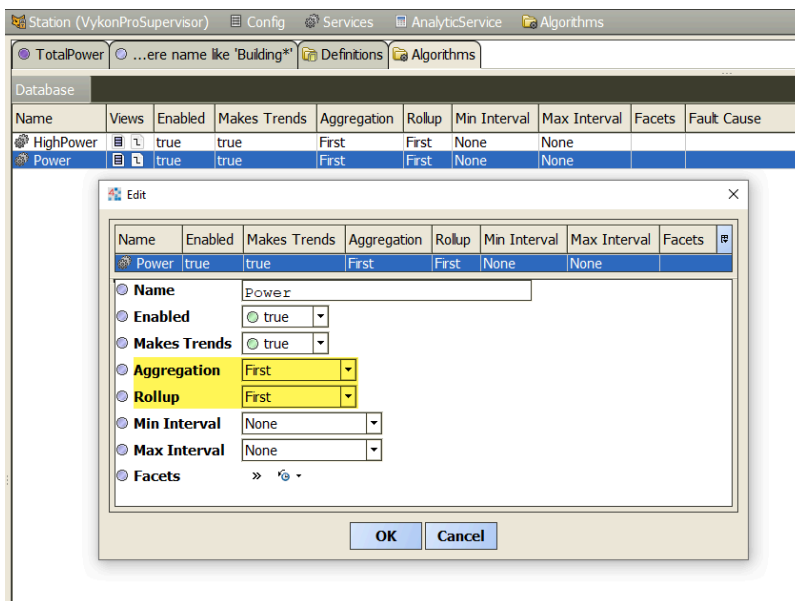 Station (VykonProSupervisor) Config Services AnalyticService Algorithms
TotalPower ...ere name like 'Building*' Definitions Algorithms
Database
Name Views Enabled Makes Trends Aggregation Rollup Min Interval Max Interval Facets Fault Cause
HighPower true true First First None None
Power true true First First None None
Edit
Name Enabled Makes Trends Aggregation Rollup Min Interval Max Interval Facets
Power true true First First None None
Name Power
Enabled true
Makes Trends true
Aggregation First
Rollup First
Min Interval None
Max Interval None
Facets »
OK Cancel